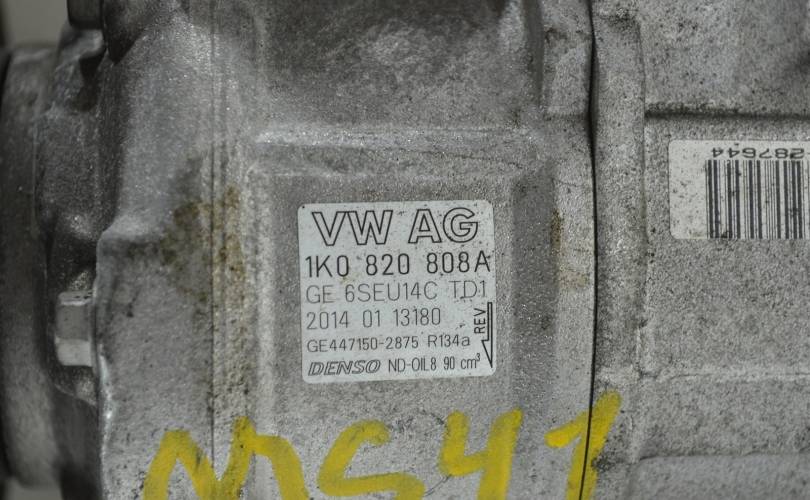 VW AG
1K0 820 808A
GE 6SEU14C TD1
2014 01 13180
REV
GE447150-2875 R134a
DENSO ND-OIL8 90 cm³
287644
MS41